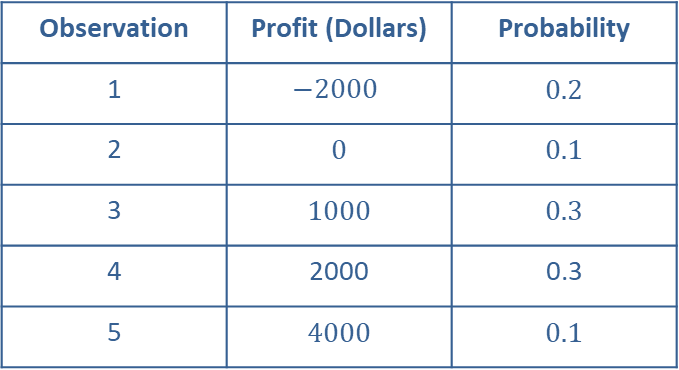 Observation Profit (Dollars) Probability
1 −2000 0.2
2 0 0.1
3 1000 0.3
4 2000 0.3
5 4000 0.1